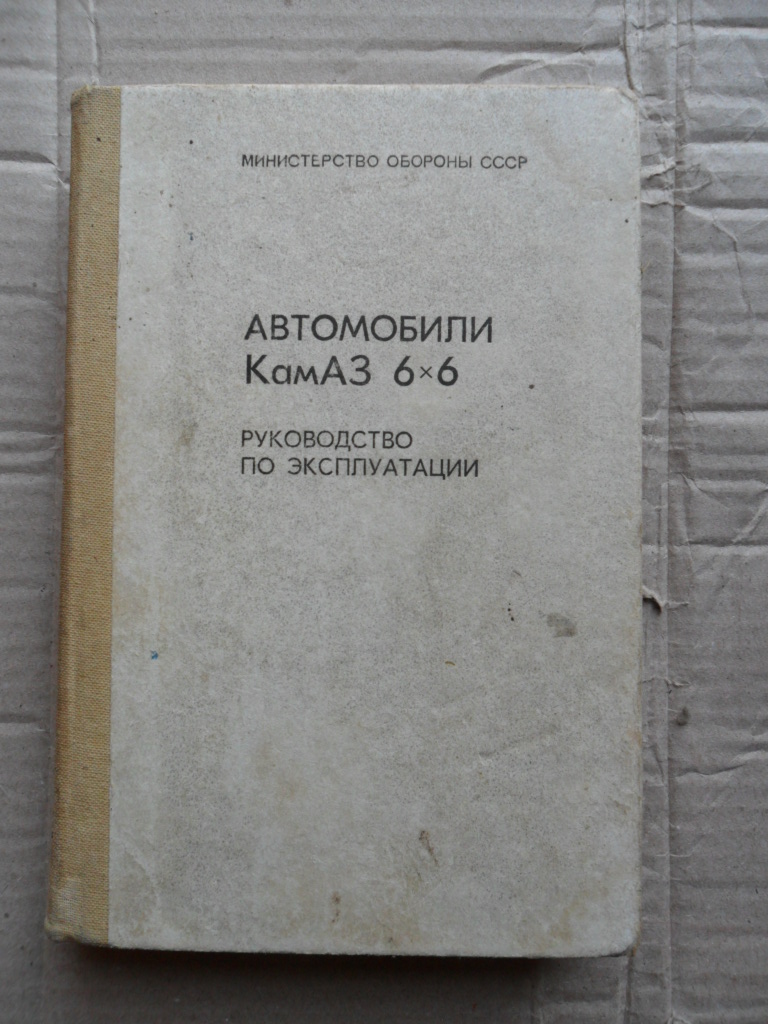 МИНИСТЕРСТВО ОБОРОНЫ СССР
АВТОМОБИЛИ
КамАЗ 6×6
РУКОВОДСТВО
ПО ЭКСПЛУАТАЦИИ